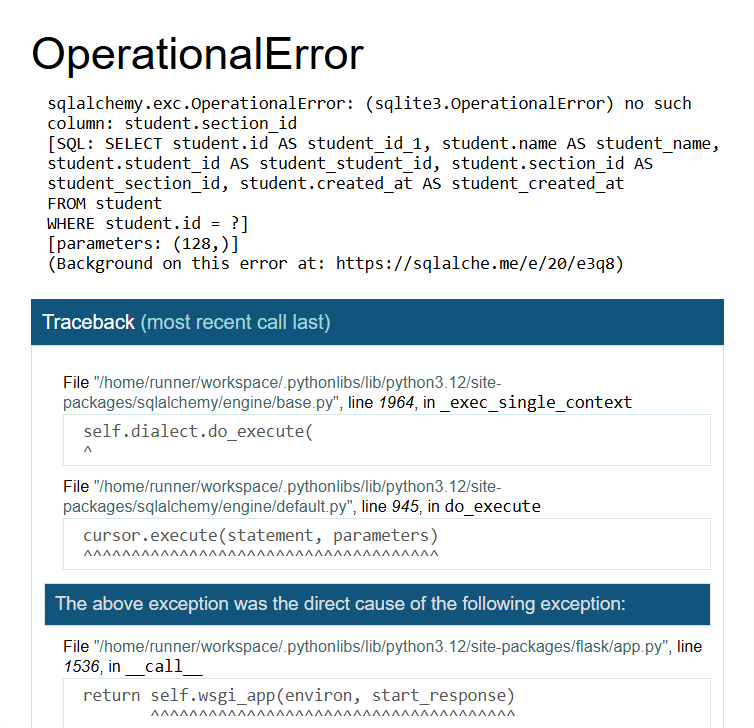 OperationalError
sqlalchemy.exc.OperationalError: (sqlite3.OperationalError) no such
column: student.section_id
[SQL: SELECT student.id AS student_id_1, student.name AS student_name,
student.student_id AS student_student_id, student.section_id AS
student_section_id, student.created_at AS student_created_at
FROM student
WHERE student.id = ?]
[parameters: (128,)]
(Background on this error at: https://sqlalche.me/e/20/e3q8)
Traceback (most recent call last)
File "/home/runner/workspace/.pythonlibs/lib/python3.12/site-
packages/sqlalchemy/engine/base.py", line 1964, in _exec_single_context
self.dialect.do_execute(
^
File "/home/runner/workspace/.pythonlibs/lib/python3.12/site-
packages/sqlalchemy/engine/default.py", line 945, in do_execute
cursor.execute(statement, parameters)
^^^^^^^^^^^^^^^^^^^^^^^^^^^^^^^^^^^^^
The above exception was the direct cause of the following exception:
File "/home/runner/workspace/.pythonlibs/lib/python3.12/site-packages/flask/app.py", line
1536, in __call__
return self.wsgi_app(environ, start_response)
^^^^^^^^^^^^^^^^^^^^^^^^^^^^^^^^^^^^^^